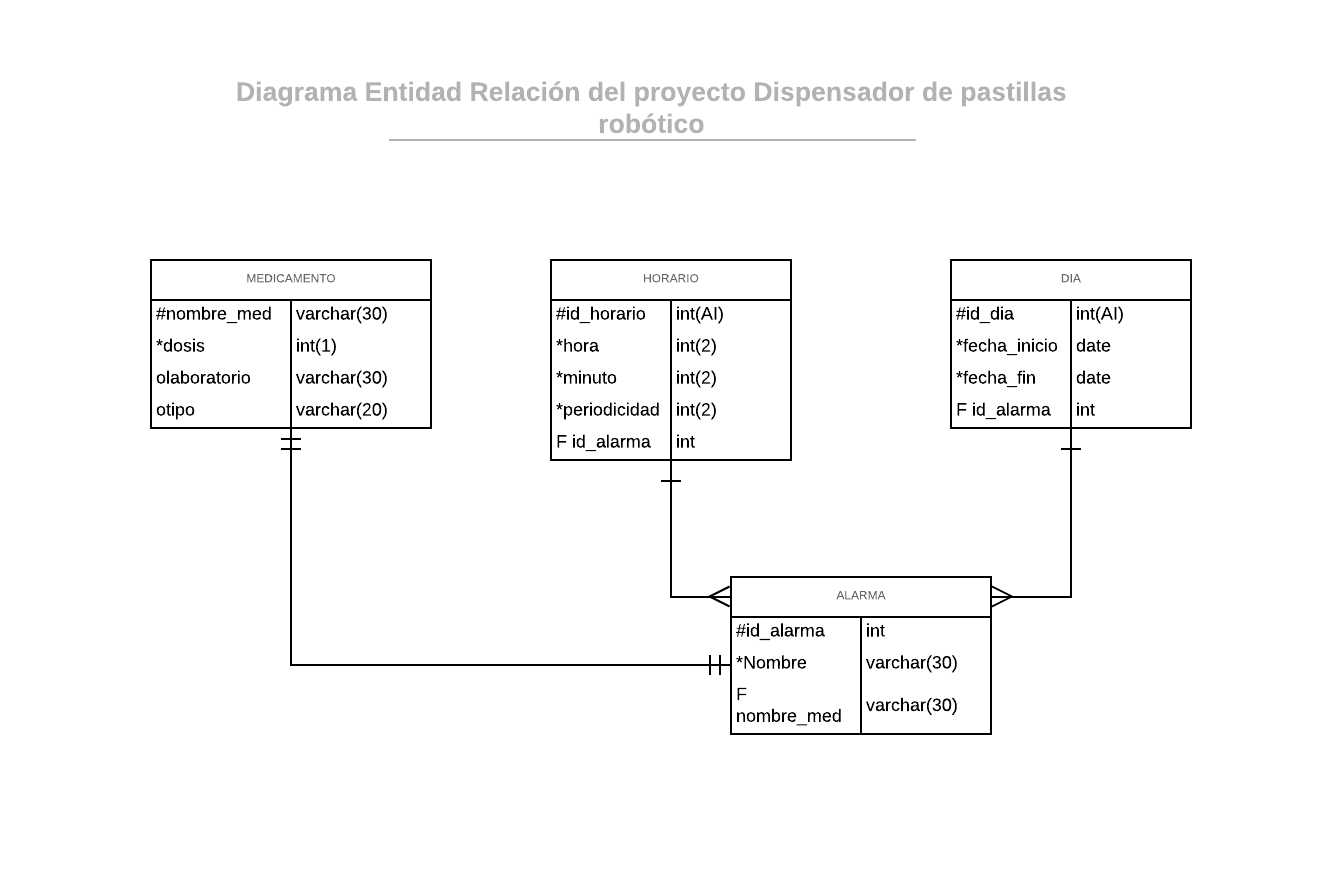 Diagrama Entidad Relación del proyecto Dispensador de pastillas
robótico
MEDICAMENTO
#nombre_med varchar(30)
*dosis int(1)
olaboratorio varchar(30)
otipo varchar(20)
HORARIO
#id_horario int(AI)
*hora int(2)
*minuto int(2)
*periodicidad int(2)
F id_alarma int
DIA
#id_dia int(AI)
*fecha_inicio date
*fecha_fin date
F id_alarma int
ALARMA
#id_alarma int
*Nombre varchar(30)
F
nombre_med varchar(30)